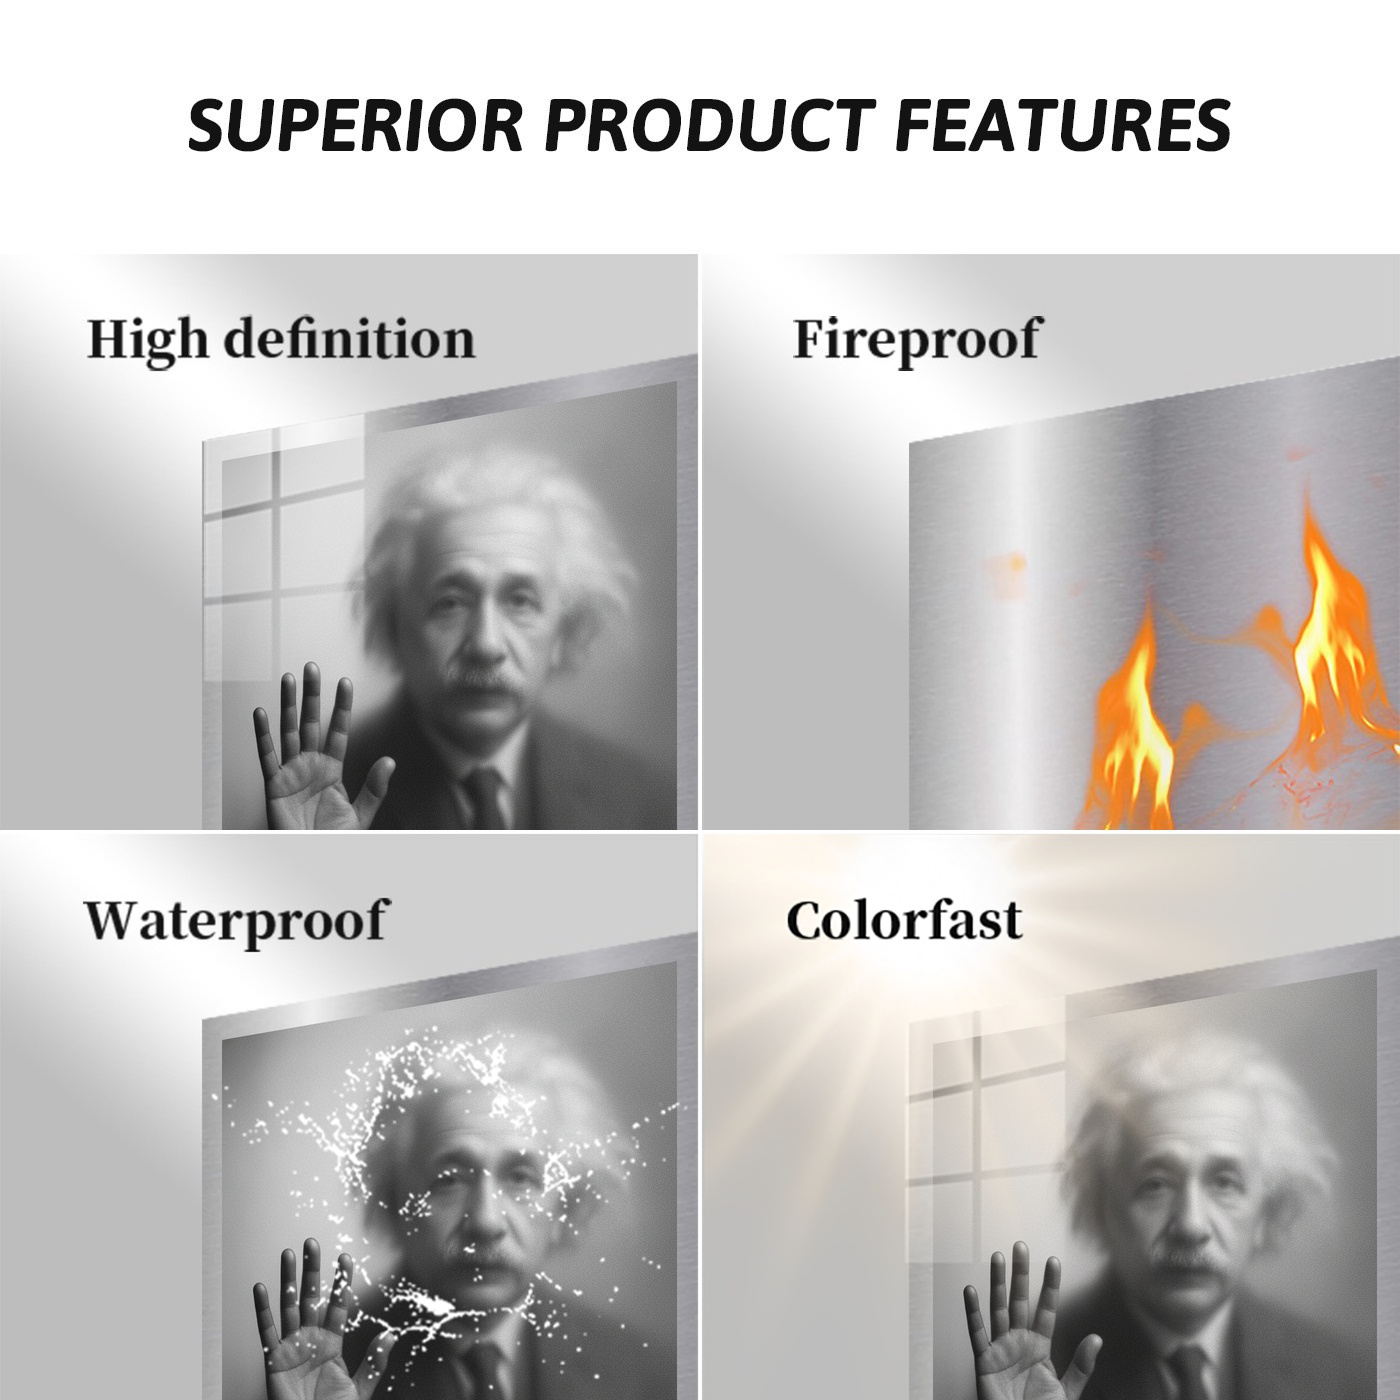 SUPERIOR PRODUCT FEATURES
High definition
Fireproof
Waterproof
Colorfast